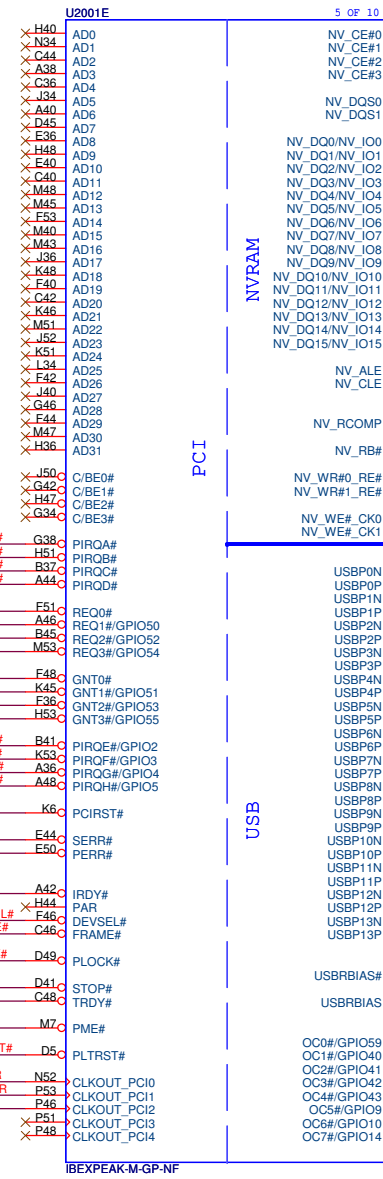 U2001E 5 OF 10
H40 AD0 NV_CE#0
N34 AD1 NV_CE#1
C44 AD2 NV_CE#2
A38 AD3 NV_CE#3
C36 AD4
J34 AD5 NV_DQS0
A40 AD6 NV_DQS1
D45 AD7
E36 AD8 NV_DQ0/NV_IO0
H48 AD9 NV_DQ1/NV_IO1
E40 AD10 NV_DQ2/NV_IO2
C40 AD11 NV_DQ3/NV_IO3
M48 AD12 NV_DQ4/NV_IO4
M45 AD13 NV_DQ5/NV_IO5
F53 AD14 NV_DQ6/NV_IO6
M40 AD15 NV_DQ7/NV_IO7
M43 AD16 NV_DQ8/NV_IO8
J36 AD17 NV_DQ9/NV_IO9
K48 AD18 NV_DQ10/NV_IO10
F40 AD19 NV_DQ11/NV_IO11
C42 AD20 NV_DQ12/NV_IO12
K46 AD21 NV_DQ13/NV_IO13
M51 AD22 NV_DQ14/NV_IO14
J52 AD23 NV_DQ15/NV_IO15
K51 AD24
L34 AD25 NV_ALE
F42 AD26 NV_CLE
J40 AD27
G46 AD28
F44 AD29 NV_RCOMP
M47 AD30
H36 AD31 NV_RB#
NVRAM
PCI
J50 C/BE0# NV_WR#0_RE#
G42 C/BE1# NV_WR#1_RE#
H47 C/BE2#
G34 C/BE3# NV_WE#_CK0
NV_WE#_CK1
G38 PIRQA#
H51 PIRQB#
B37 PIRQC# USBP0N
A44 PIRQD# USBP0P
USBP1N
F51 REQ0# USBP1P
A46 REQ1#/GPIO50 USBP2N
B45 REQ2#/GPIO52 USBP2P
M53 REQ3#/GPIO54 USBP3N
USBP3P
F48 GNT0# USBP4N
K45 GNT1#/GPIO51 USBP4P
F36 GNT2#/GPIO53 USBP5N
H53 GNT3#/GPIO55 USBP5P
USBP6N
B41 PIRQE#/GPIO2 USBP6P
K53 PIRQF#/GPIO3 USBP7N
A36 PIRQG#/GPIO4 USBP7P
A48 PIRQH#/GPIO5 USBP8N
USBP8P
K6 PCIRST# USBP9N
USBP9P
USB
E44 SERR# USBP10N
E50 PERR# USBP10P
USBP11N
USBP11P
A42 IRDY# USBP12N
H44 PAR USBP12P
L# F46 DEVSEL# USBP13N
C46 FRAME# USBP13P
# D49 PLOCK#
USBRBIAS#
D41 STOP#
C48 TRDY# USBRBIAS
M7 PME#
OC0#/GPIO59
T# D5 PLTRST# OC1#/GPIO40
OC2#/GPIO41
N52 CLKOUT_PCI0 OC3#/GPIO42
R P53 CLKOUT_PCI1 OC4#/GPIO43
P46 CLKOUT_PCI2 OC5#/GPIO9
P51 CLKOUT_PCI3 OC6#/GPIO10
P48 CLKOUT_PCI4 OC7#/GPIO14
IBEXPEAK-M-GP-NF